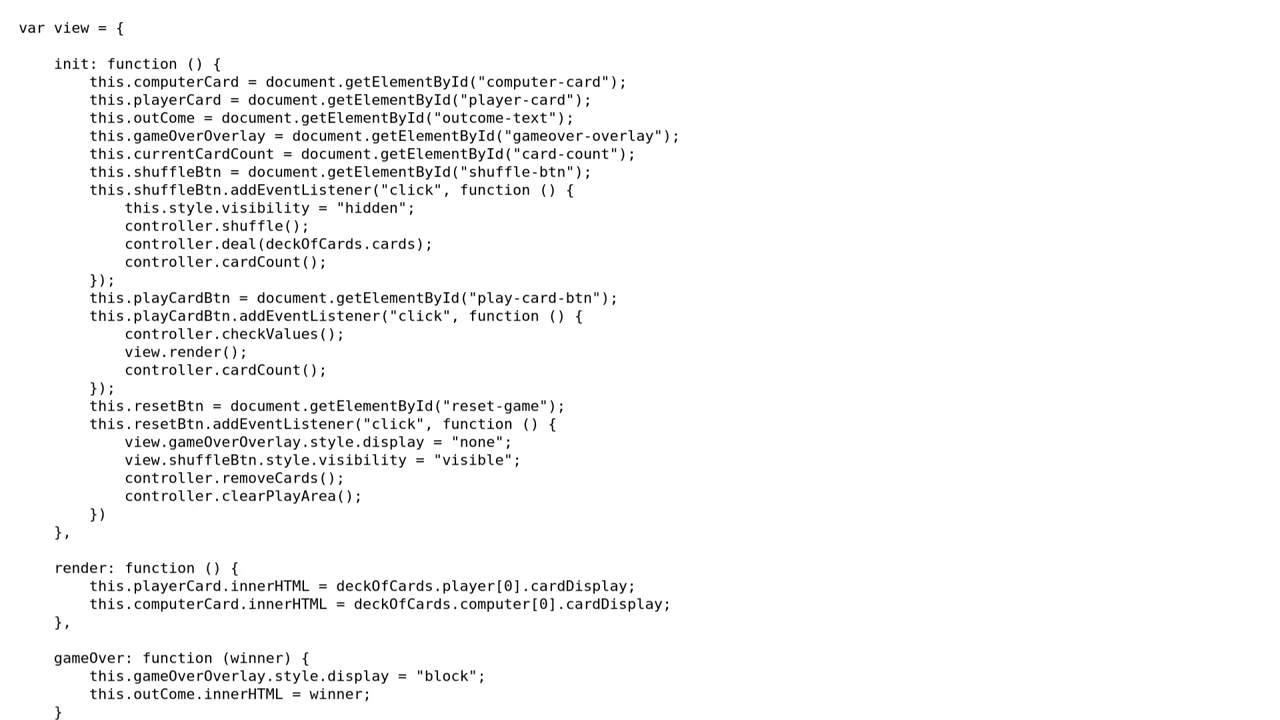 var view = {
init: function () {
this.computerCard = document.getElementById("computer-card");
this.playerCard = document.getElementById("player-card");
this.outCome = document.getElementById("outcome-text");
this.gameOverOverlay = document.getElementById("gameover-overlay");
this.currentCardCount = document.getElementById("card-count");
this.shuffleBtn = document.getElementById("shuffle-btn");
this.shuffleBtn.addEventListener("click", function () {
this.style.visibility = "hidden";
controller.shuffle();
controller.deal(deckOfCards.cards);
controller.cardCount();
});
this.playCardBtn = document.getElementById("play-card-btn");
this.playCardBtn.addEventListener("click", function () {
controller.checkValues();
view.render();
controller.cardCount();
});
this.resetBtn = document.getElementById("reset-game");
this.resetBtn.addEventListener("click", function () {
view.gameOverOverlay.style.display = "none";
view.shuffleBtn.style.visibility = "visible";
controller.removeCards();
controller.clearPlayArea();
})
},
render: function () {
this.playerCard.innerHTML = deckOfCards.player[0].cardDisplay;
this.computerCard.innerHTML = deckOfCards.computer[0].cardDisplay;
},
gameOver: function (winner) {
this.gameOverOverlay.style.display = "block";
this.outCome.innerHTML = winner;
}